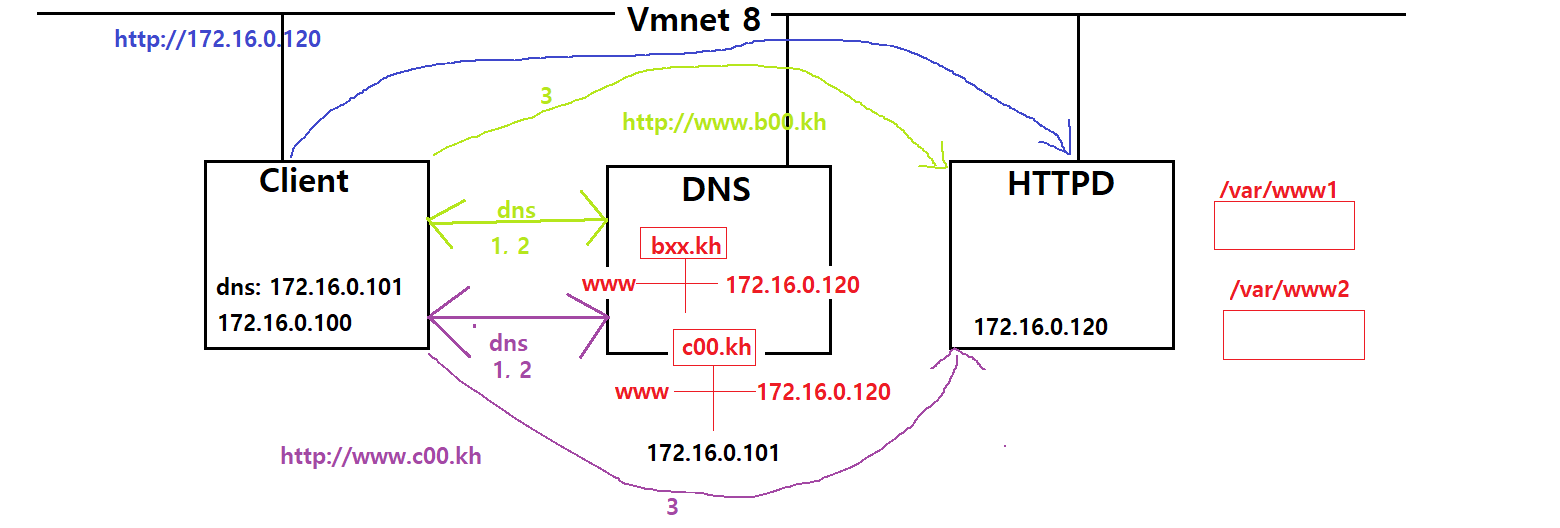 Vmnet 8
http://172.16.0.120
3
http://www.b00.kh
Client
dns: 172.16.0.101
172.16.0.100
dns
1. 2
dns
1. 2
DNS
bxx.kh
www
172.16.0.120
c00.kh
www
172.16.0.120
172.16.0.101
HTTPD
172.16.0.120
/var/www1
/var/www2
http://www.c00.kh
3